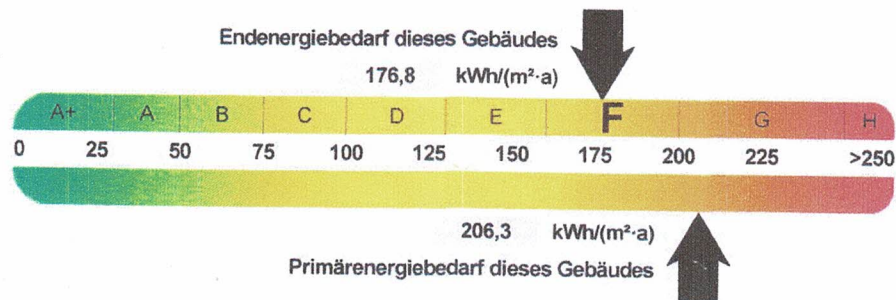 Endenergiebedarf dieses Gebäudes
176,8 kWh/(m²·a)
A+ A B C D E F G H
0 25 50 75 100 125 150 175 200 225 >250
206,3 kWh/(m²·a)
Primärenergiebedarf dieses Gebäudes